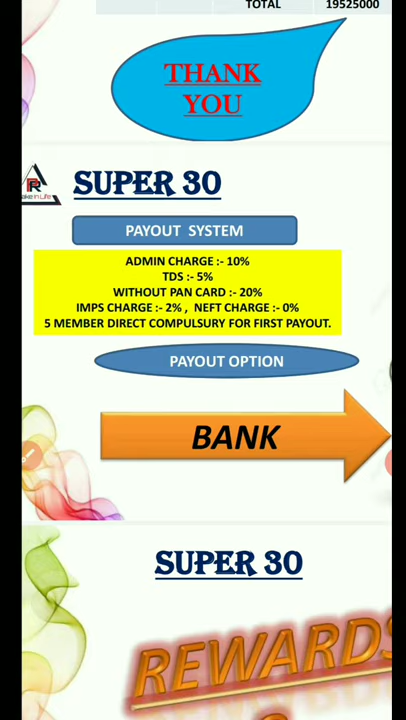 TOTAL 19525000
THANK
YOU
SUPER 30
PAYOUT SYSTEM
ADMIN CHARGE :- 10%
TDS :- 5%
WITHOUT PAN CARD :- 20%
IMPS CHARGE :- 2% , NEFT CHARGE :- 0%
5 MEMBER DIRECT COMPULSURY FOR FIRST PAYOUT.
PAYOUT OPTION
BANK
SUPER 30
REWARDS